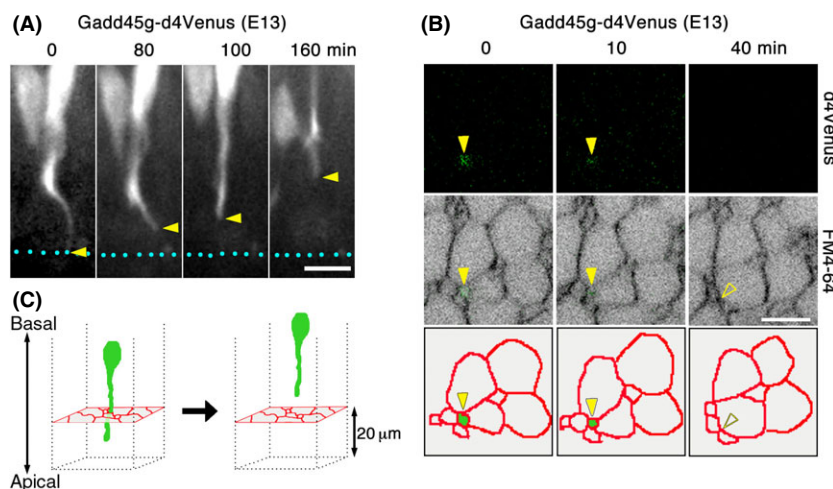 (A)
Gadd45g-d4Venus (E13)
0 80 100 160 min
(B)
Gadd45g-d4Venus (E13)
0 10 40 min
d4Venus
FM4-64
(C)
Basal
Apical
20 µm